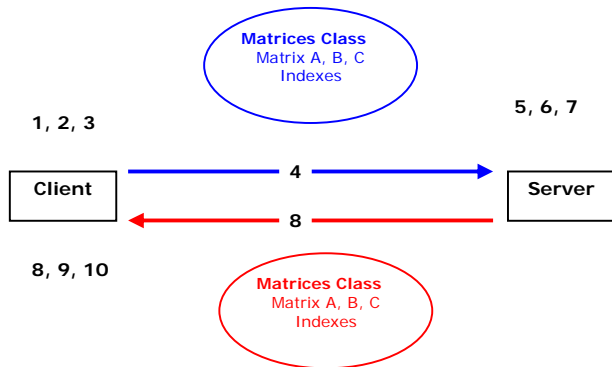 Matrices Class
Matrix A, B, C
Indexes
1, 2, 3
5, 6, 7
4
Client
Server
8
8, 9, 10
Matrices Class
Matrix A, B, C
Indexes